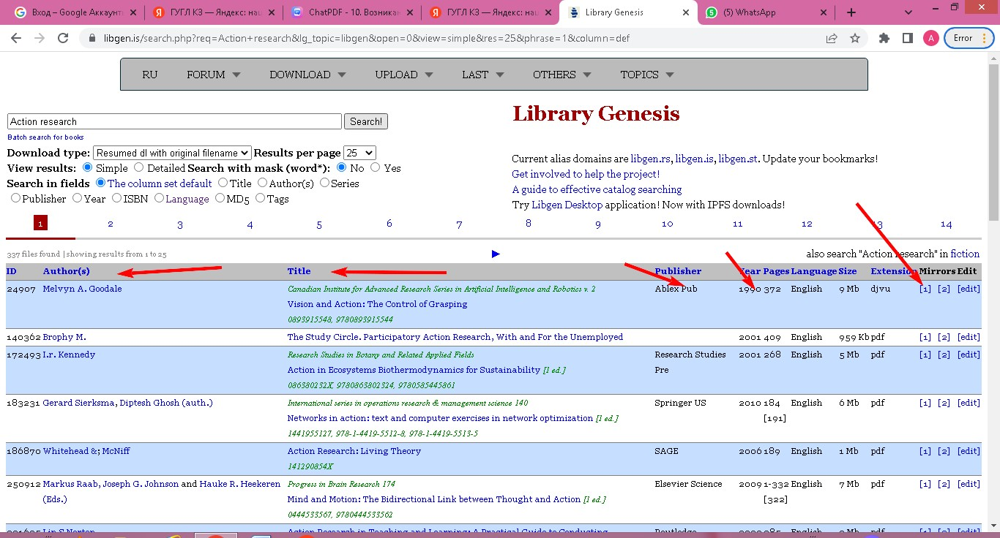 Вход – Google Аккаунт
ГУГЛ КЗ — Яндекс: на
ChatPDF - 10. Возника
ГУГЛ КЗ — Яндекс: на
Library Genesis
(5) WhatsApp
libgen.is/search.php?req=Action+research&lg_topic=libgen&open=0&view=simple&res=25&phrase=1&column=def
A
Error
RU FORUM DOWNLOAD UPLOAD LAST OTHERS TOPICS
Library Genesis
Action research Search!
Batch search for books
Download type: Resumed dl with original filename Results per page 25
View results: Simple Detailed Search with mask (word*): No Yes
Search in fields The column set default Title Author(s) Series
Publisher Year ISBN Language MD5 Tags
Current alias domains are libgen.rs, libgen.is, libgen.st. Update your bookmarks!
Get involved to help the project!
A guide to effective catalog searching
Try Libgen Desktop application! Now with IPFS downloads!
1 2 3 4 5 6 7 8 9 10 11 12 13 14
337 files found | showing results from 1 to 25 ► also search "Action research" in fiction
ID Author(s) Title Publisher Year Pages Language Size Extension Mirrors Edit
24907 Melvyn A. Goodale Canadian Institute for Advanced Research Series in Artificial Intelligence and Robotics v. 2 Ablex Pub 1990 372 English 9 Mb djvu [1] [2] [edit]
Vision and Action: The Control of Grasping
0893915548, 9780893915544
140362 Brophy M. The Study Circle. Participatory Action Research, With and For the Unemployed 2001 409 English 959 Kb pdf [1] [2] [edit]
172493 I.r. Kennedy Research Studies in Botany and Related Applied Fields Research Studies 2001 268 English 5 Mb pdf [1] [2] [edit]
Action in Ecosystems Biothermodynamics for Sustainability [1 ed.] Pre
086380232X, 9780863802324, 9780585445861
183231 Gerard Sierksma, Diptesh Ghosh (auth.) International series in operations research & management science 140 Springer US 2010 184 English 6 Mb pdf [1] [2] [edit]
Networks in action: text and computer exercises in network optimization [1 ed.] [191]
1441955127, 978-1-4419-5512-8, 978-1-4419-5513-5
186870 Whitehead &; McNiff Action Research: Living Theory SAGE 2006 189 English 1 Mb pdf [1] [2] [edit]
141290854X
250912 Markus Raab, Joseph G. Johnson and Hauke R. Heekeren Progress in Brain Research 174 Elsevier Science 2009 1-332 English 7 Mb pdf [1] [2] [edit]
(Eds.) Mind and Motion: The Bidirectional Link between Thought and Action [1 ed.] [322]
0444533567, 9780444533562
Lin S Norton Action Research in Teaching and Learning: A Practical Guide to Conducting Routledge